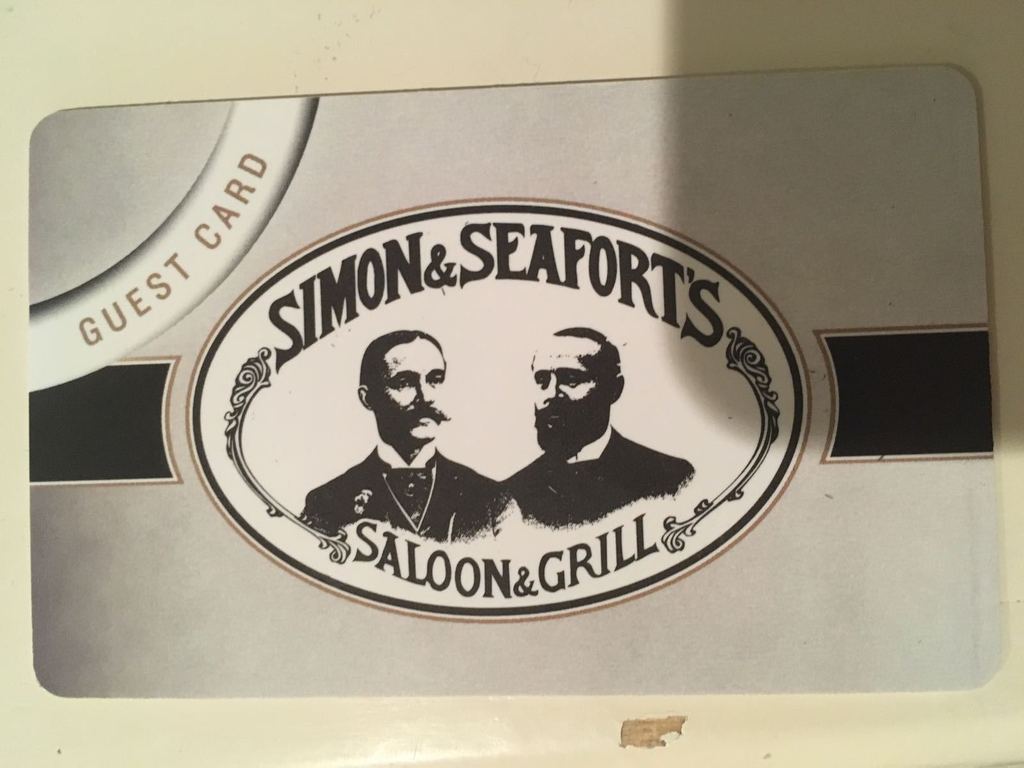 GUEST CARD
SIMON & SEAFORT'S
SALOON & GRILL